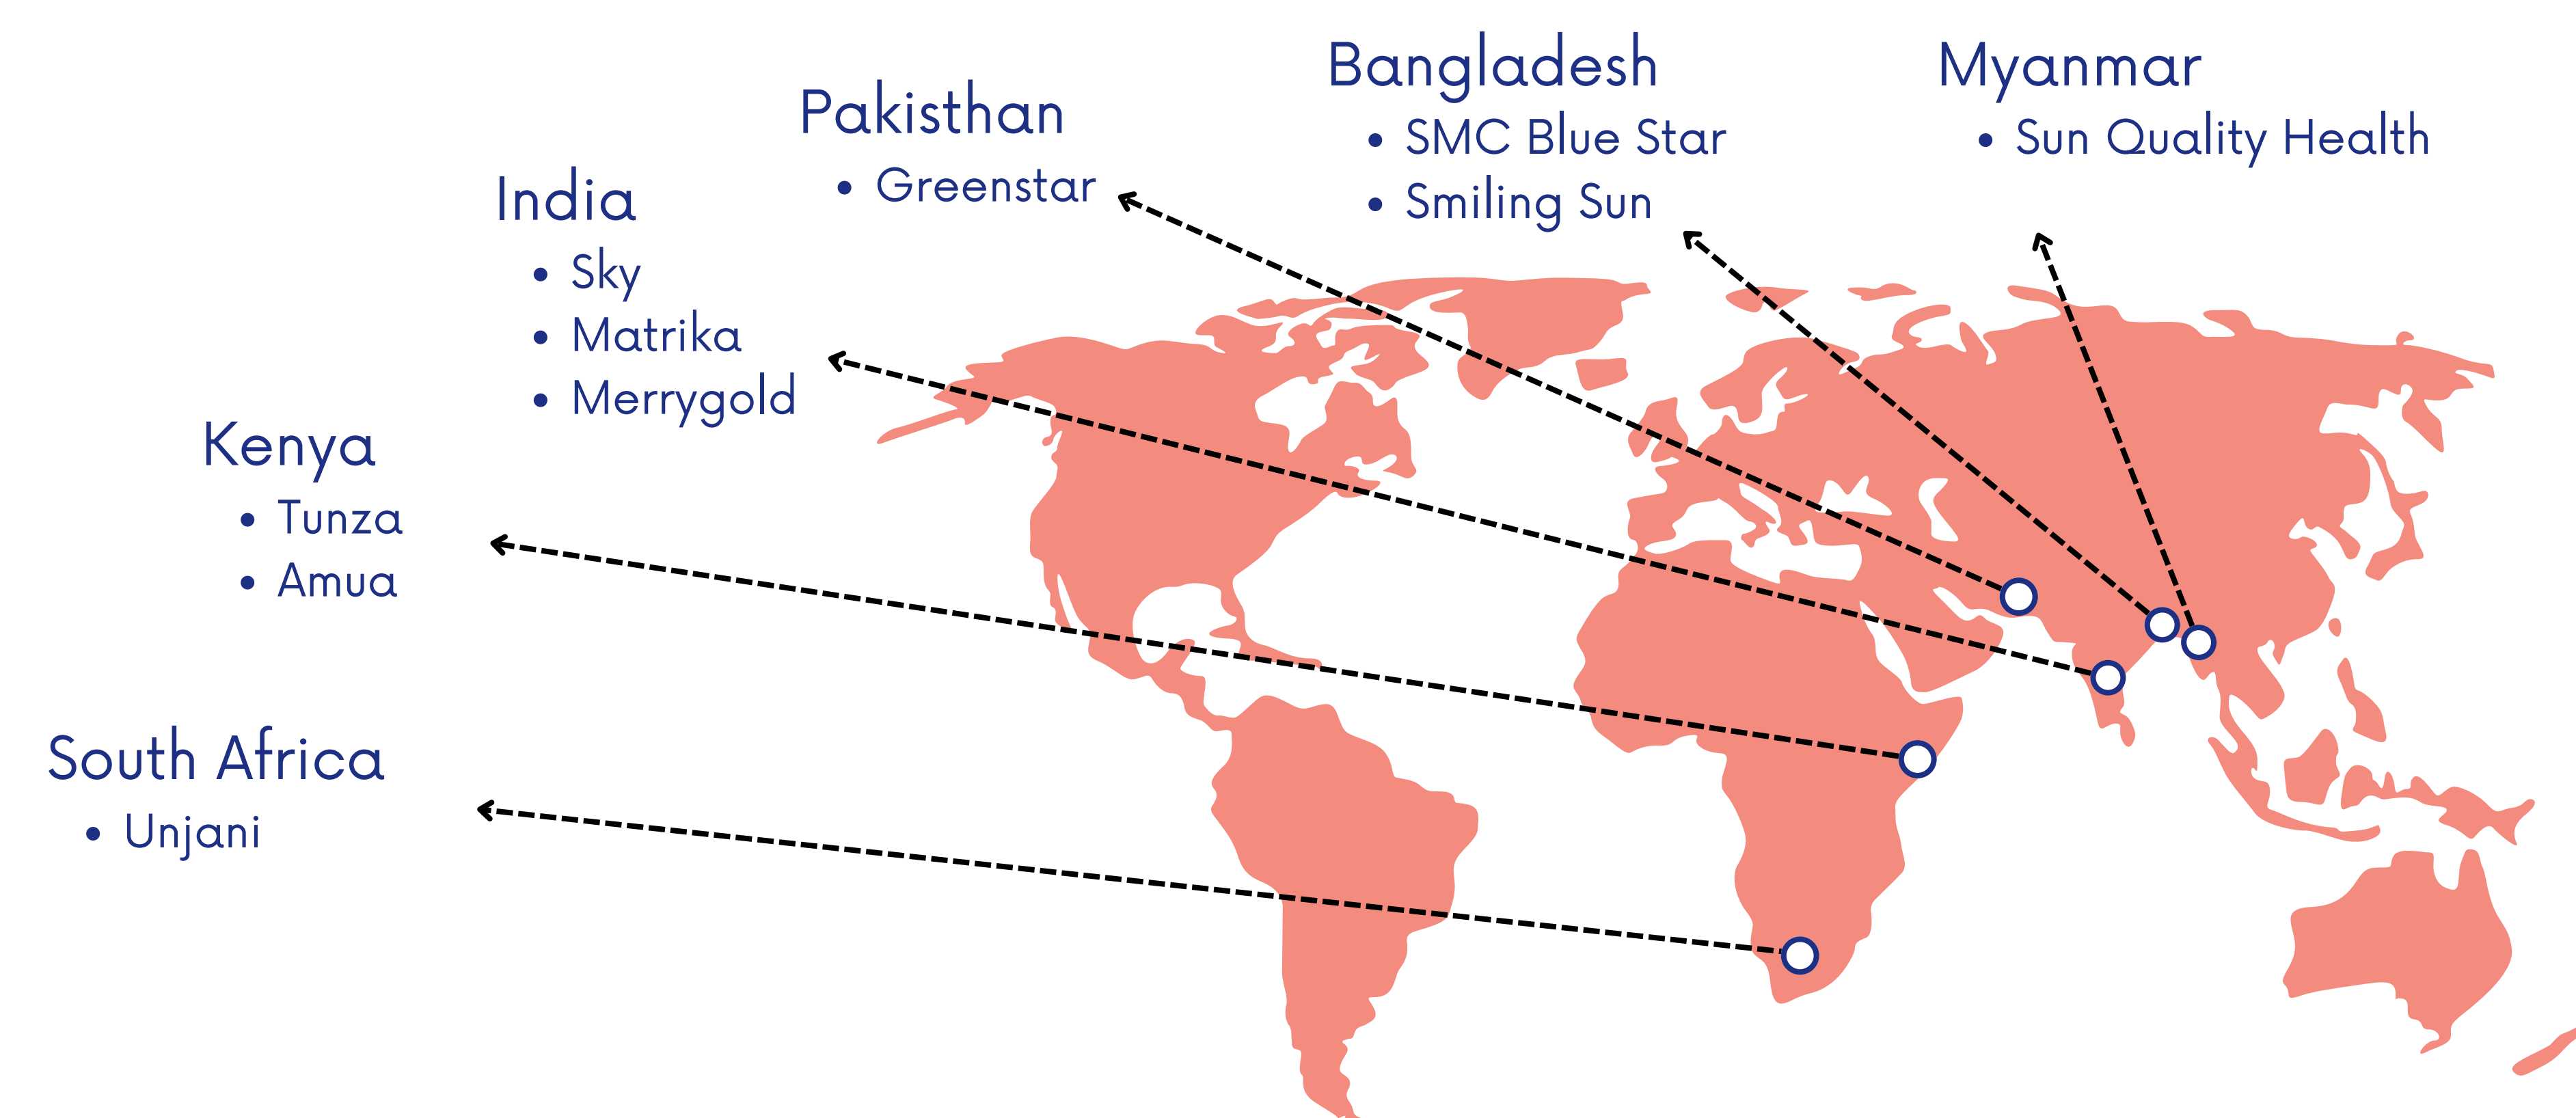 Bangladesh
• SMC Blue Star
• Smiling Sun
Myanmar
• Sun Quality Health
Pakisthan
• Greenstar
India
• Sky
• Matrika
• Merrygold
Kenya
• Tunza
• Amua
South Africa
• Unjani